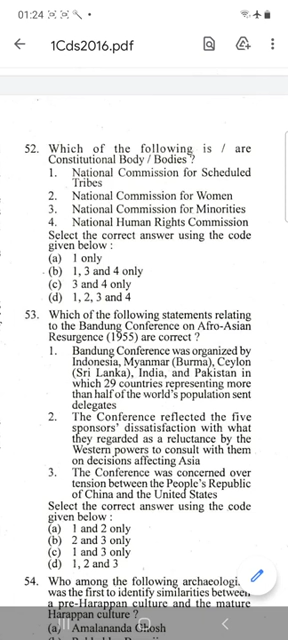 01:24
1Cds2016.pdf
52. Which of the following is / are
Constitutional Body / Bodies ?
1. National Commission for Scheduled
Tribes
2. National Commission for Women
3. National Commission for Minorities
4. National Human Rights Commission
Select the correct answer using the code
given below :
(a) 1 only
(b) 1, 3 and 4 only
(c) 3 and 4 only
(d) 1, 2, 3 and 4
53. Which of the following statements relating
to the Bandung Conference on Afro-Asian
Resurgence (1955) are correct ?
1. Bandung Conference was organized by
Indonesia, Myanmar (Burma), Ceylon
(Sri Lanka), India, and Pakistan in
which 29 countries representing more
than half of the world's population sent
delegates
2. The Conference reflected the five
sponsors' dissatisfaction with what
they regarded as a reluctance by the
Western powers to consult with them
on decisions affecting Asia
3. The Conference was concerned over
tension between the People's Republic
of China and the United States
Select the correct answer using the code
given below :
(a) 1 and 2 only
(b) 2 and 3 only
(c) 1 and 3 only
(d) 1, 2 and 3
54. Who among the following
was the first to identify similarities between
a pre-Harappan culture and the mature
Harappan culture ?
(a) Amalananda Ghosh